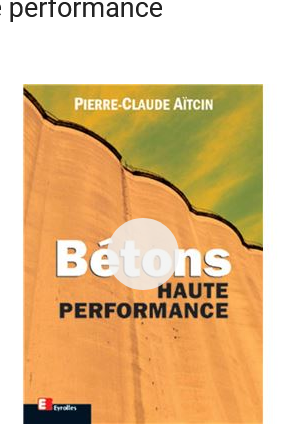 performance
PIERRE-CLAUDE AÏTCIN
Bétons
HAUTE
PERFORMANCE
Eyrolles